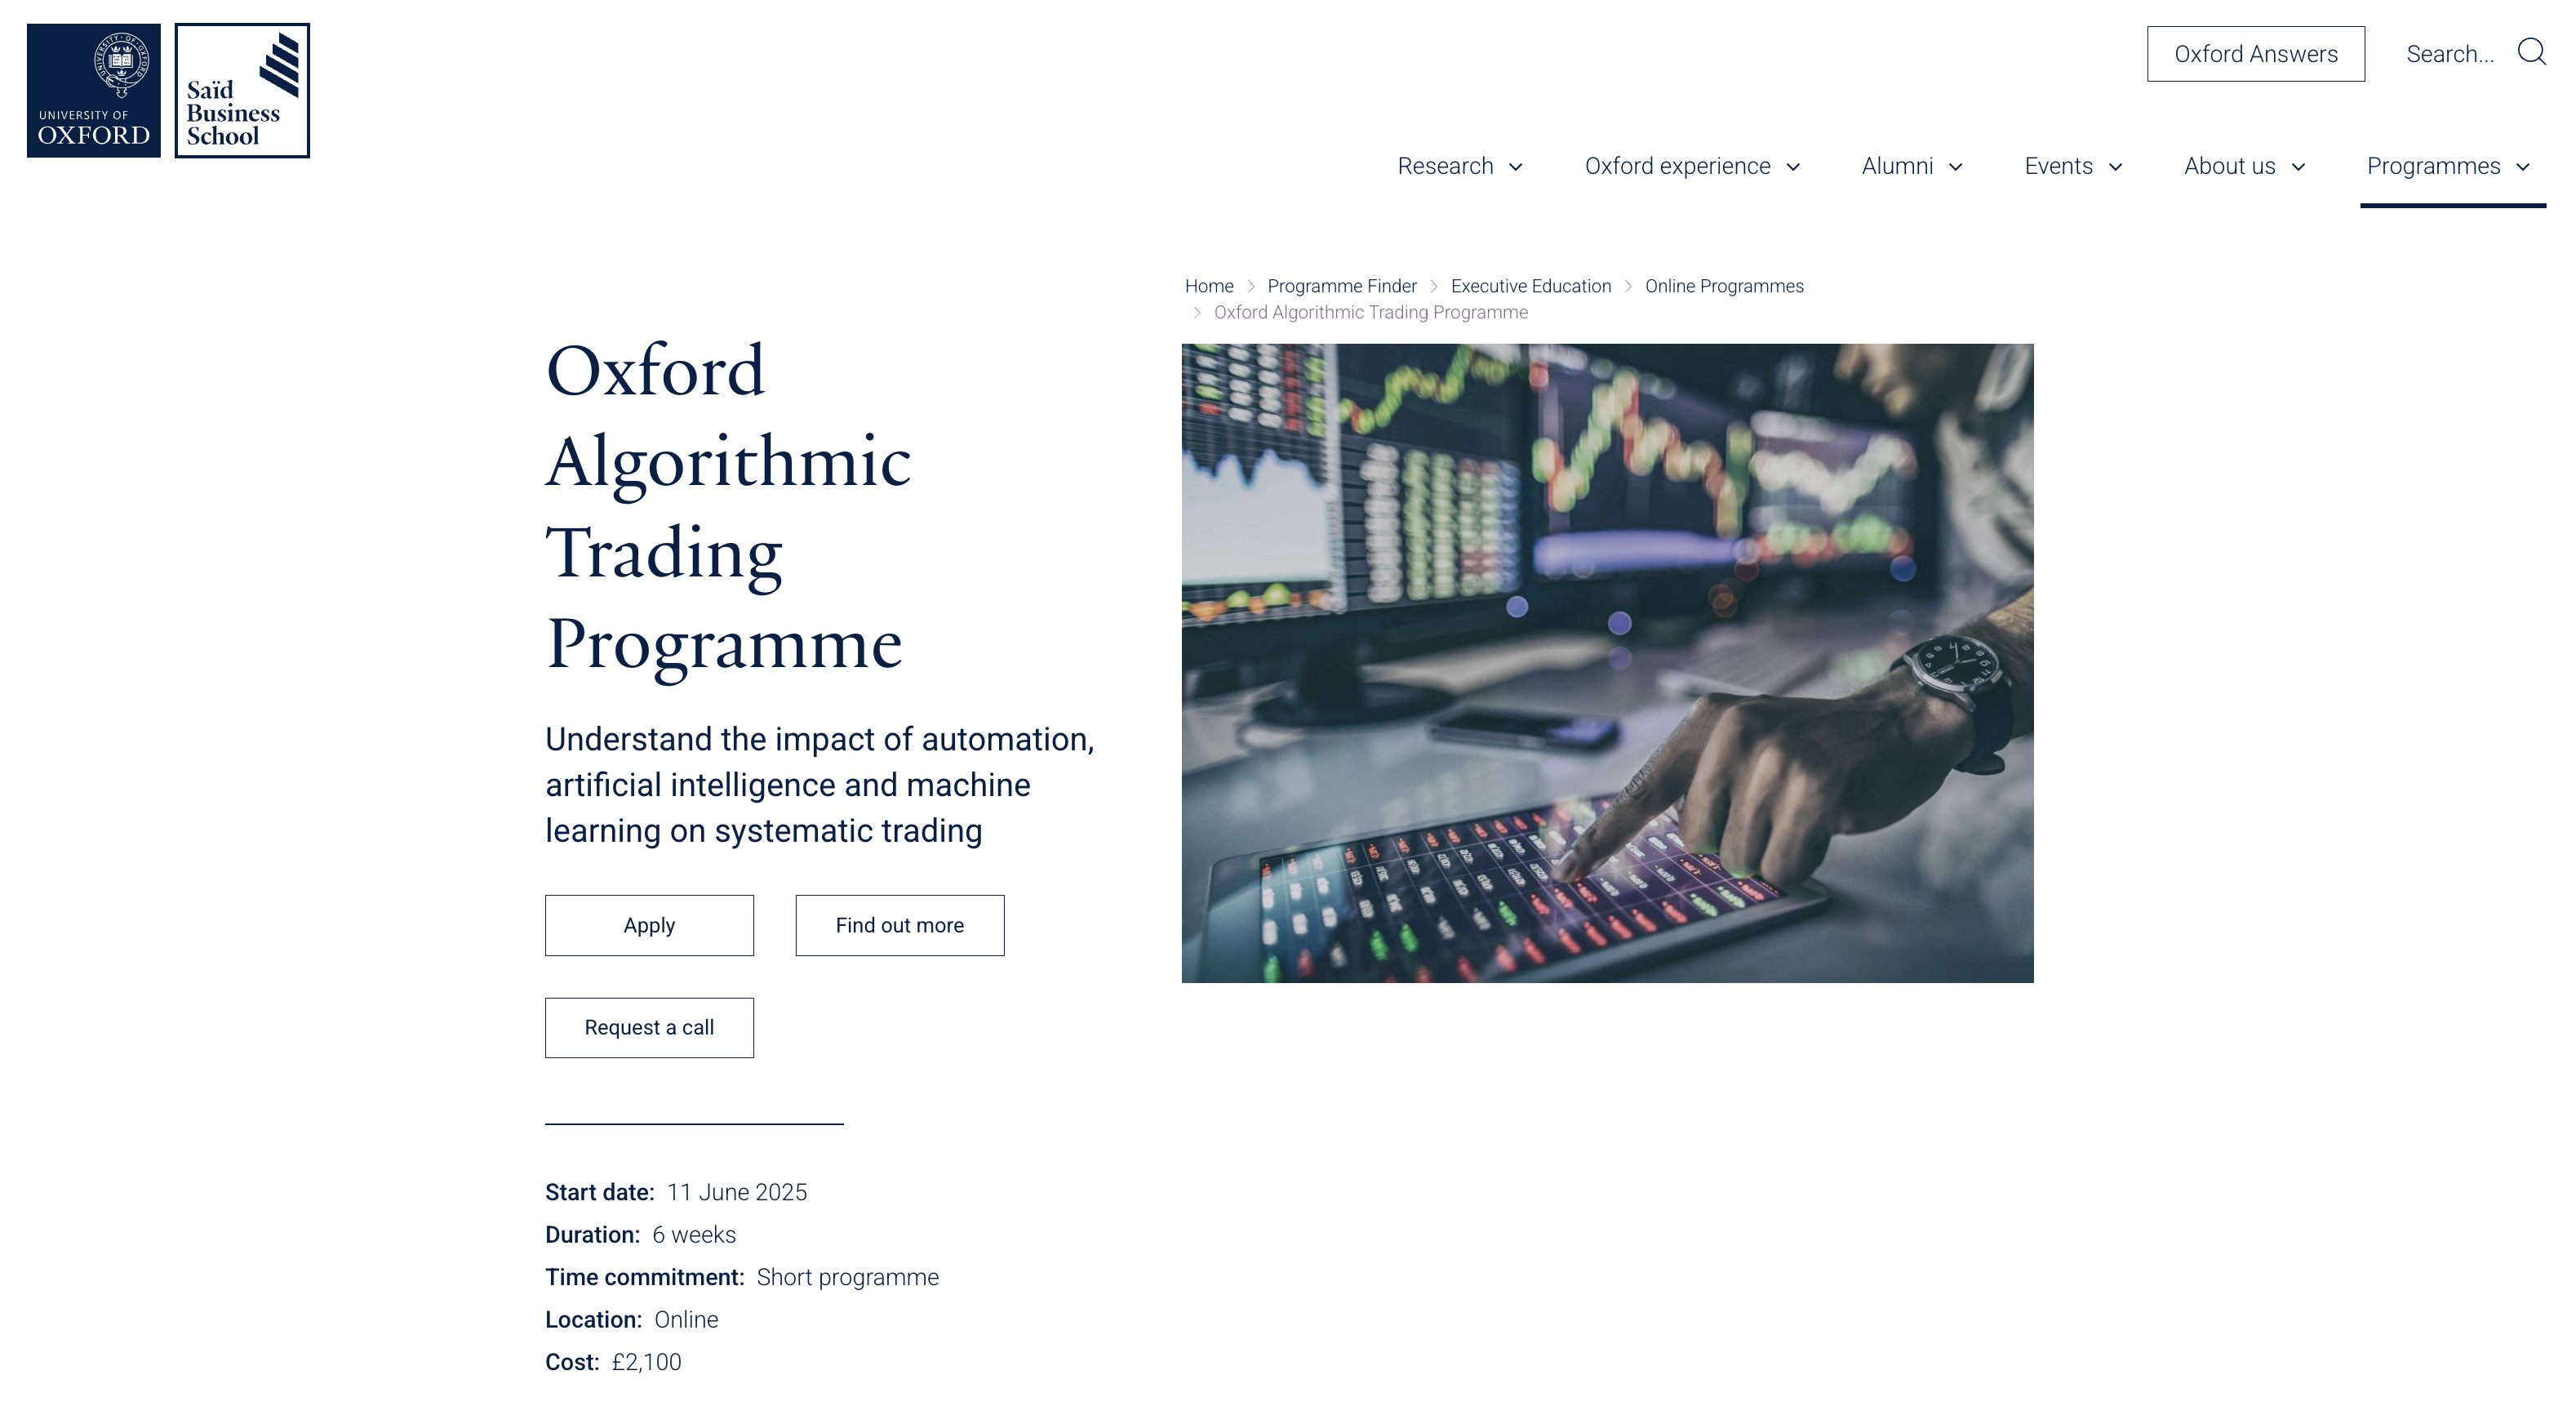 UNIVERSITY OF OXFORD
UNIVERSITY OF
OXFORD
Saïd
Business
School
Oxford Answers
Search...
Research
Oxford experience
Alumni
Events
About us
Programmes
Home > Programme Finder > Executive Education > Online Programmes
> Oxford Algorithmic Trading Programme
Oxford
Algorithmic
Trading
Programme
Understand the impact of automation,
artificial intelligence and machine
learning on systematic trading
Apply
Find out more
Request a call
Start date: 11 June 2025
Duration: 6 weeks
Time commitment: Short programme
Location: Online
Cost: £2,100